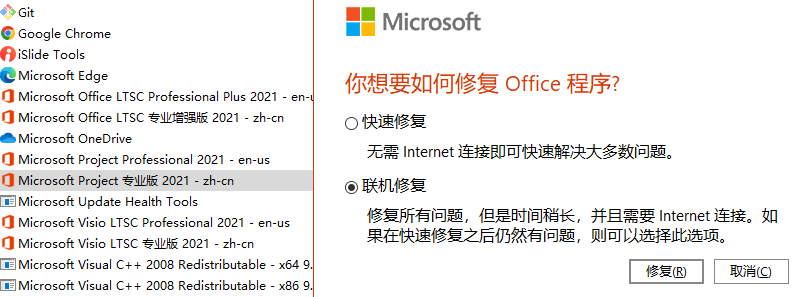 Git
Google Chrome
iSlide Tools
Microsoft Edge
Microsoft Office LTSC Professional Plus 2021 - en-u
Microsoft Office LTSC 专业增强版 2021 - zh-cn
Microsoft OneDrive
Microsoft Project Professional 2021 - en-us
Microsoft Project 专业版 2021 - zh-cn
Microsoft Update Health Tools
Microsoft Visio LTSC Professional 2021 - en-us
Microsoft Visio LTSC 专业版 2021 - zh-cn
Microsoft Visual C++ 2008 Redistributable - x64 9.
Microsoft Visual C++ 2008 Redistributable - x86 9.
Microsoft
你想要如何修复 Office 程序?
快速修复
无需 Internet 连接即可快速解决大多数问题。
联机修复
修复所有问题，但是时间稍长，并且需要 Internet 连接。如
果在快速修复之后仍然有问题，则可以选择此选项。
修复(R)
取消(C)